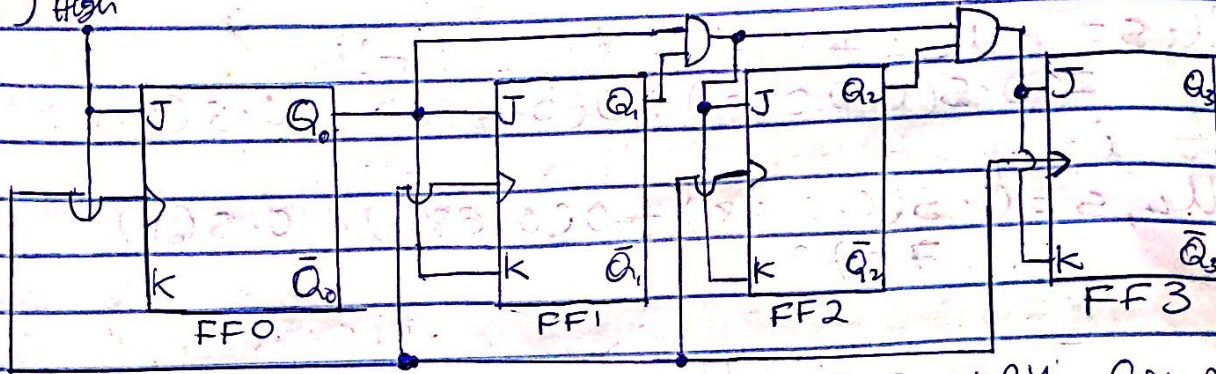 High
J Q₀ J Q₁ J Q₂ J Q₃
K Q̄₀ K Q̄₁ K Q̄₂ K Q̄₃
FF0. FF1 FF2 FF3